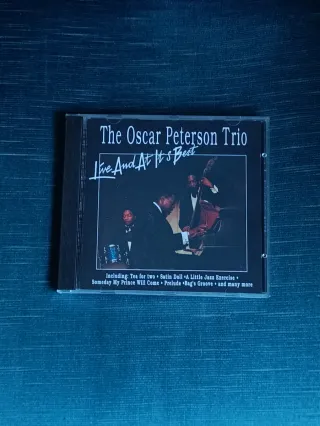 The Oscar Peterson Trio
Live And At It's Best
Including: Tea for two • Satin Doll •A Little Jazz Exercise •
Someday My Prince Will Come • Prelude •Bag's Groove • and many more